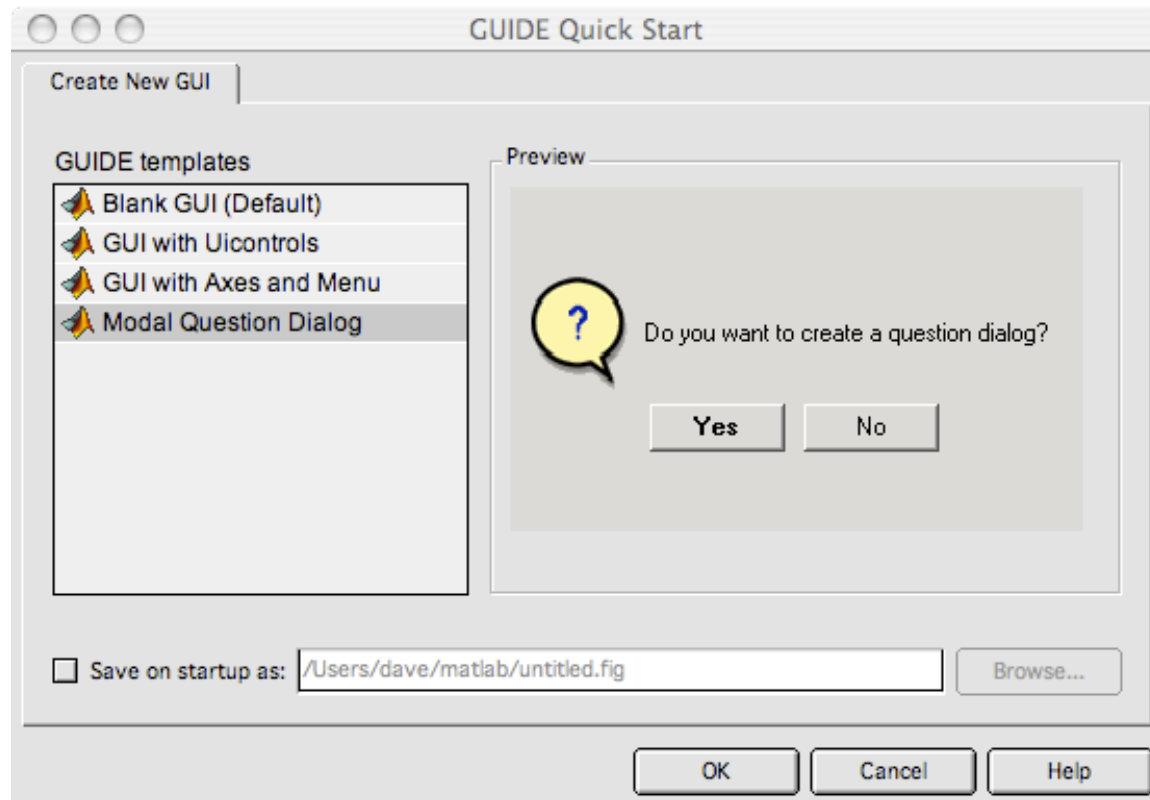 GUIDE Quick Start
Create New GUI
GUIDE templates
Blank GUI (Default)
GUI with Uicontrols
GUI with Axes and Menu
Modal Question Dialog
Preview
?
Do you want to create a question dialog?
Yes
No
Save on startup as:
/Users/dave/matlab/untitled.fig
Browse...
OK
Cancel
Help